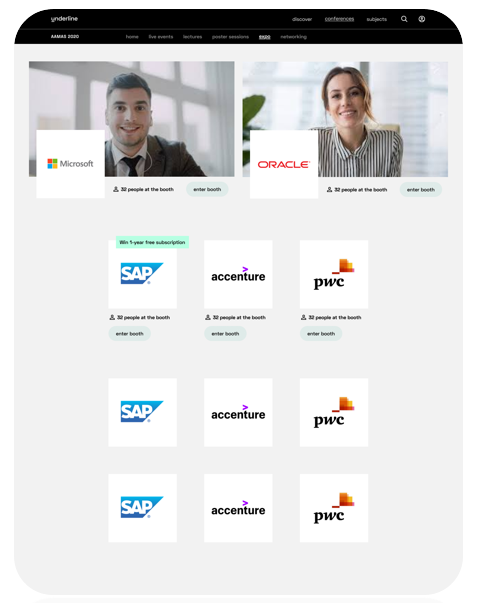 underline
discover conferences subjects
AAMAS 2020
home live events lectures poster sessions expo networking
Microsoft
32 people at the booth
enter booth
ORACLE
32 people at the booth
enter booth
Win 1-year free subscription
SAP
accenture
pwc
32 people at the booth
32 people at the booth
32 people at the booth
enter booth
enter booth
enter booth
SAP
accenture
pwc
SAP
accenture
pwc